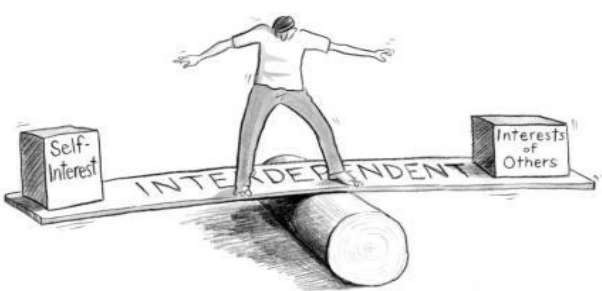 Self-
Interest
INTERDEPENDENT
Interests
of
Others